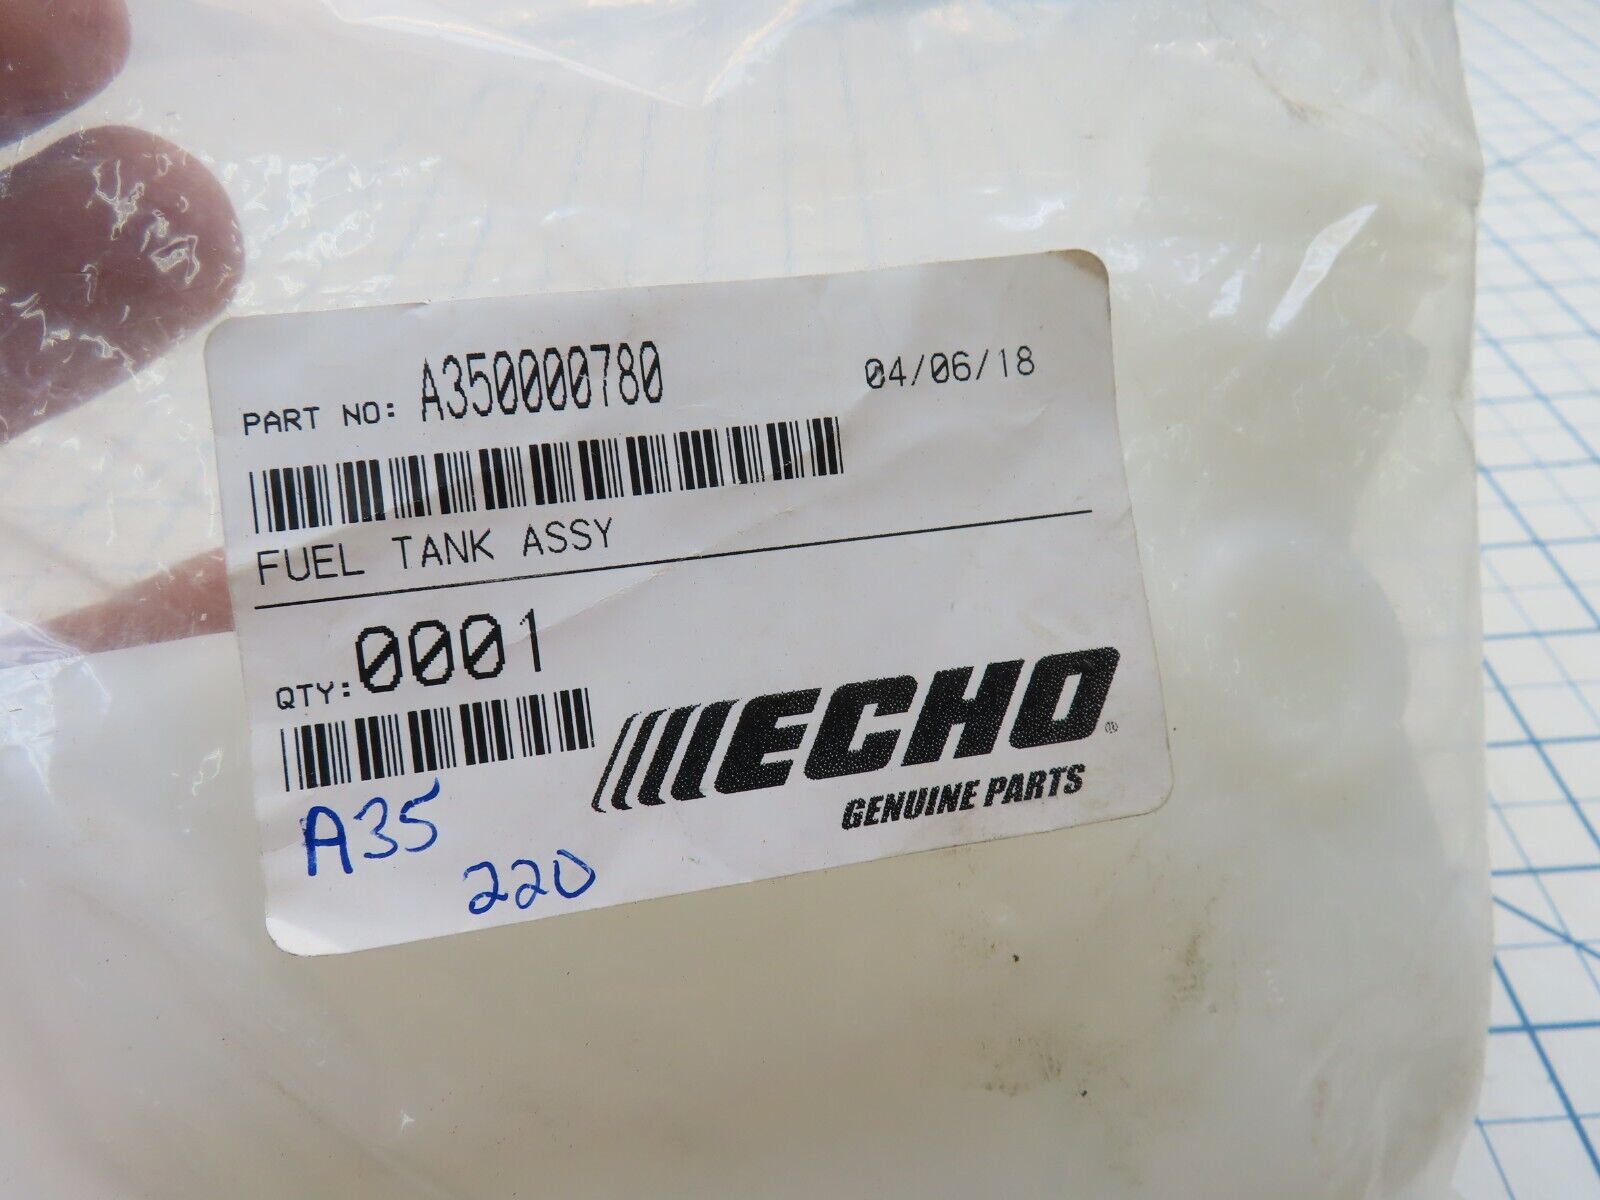 PART NO: A350000780 04/06/18
FUEL TANK ASSY
QTY: 0001
ECHO®
GENUINE PARTS
A35
220